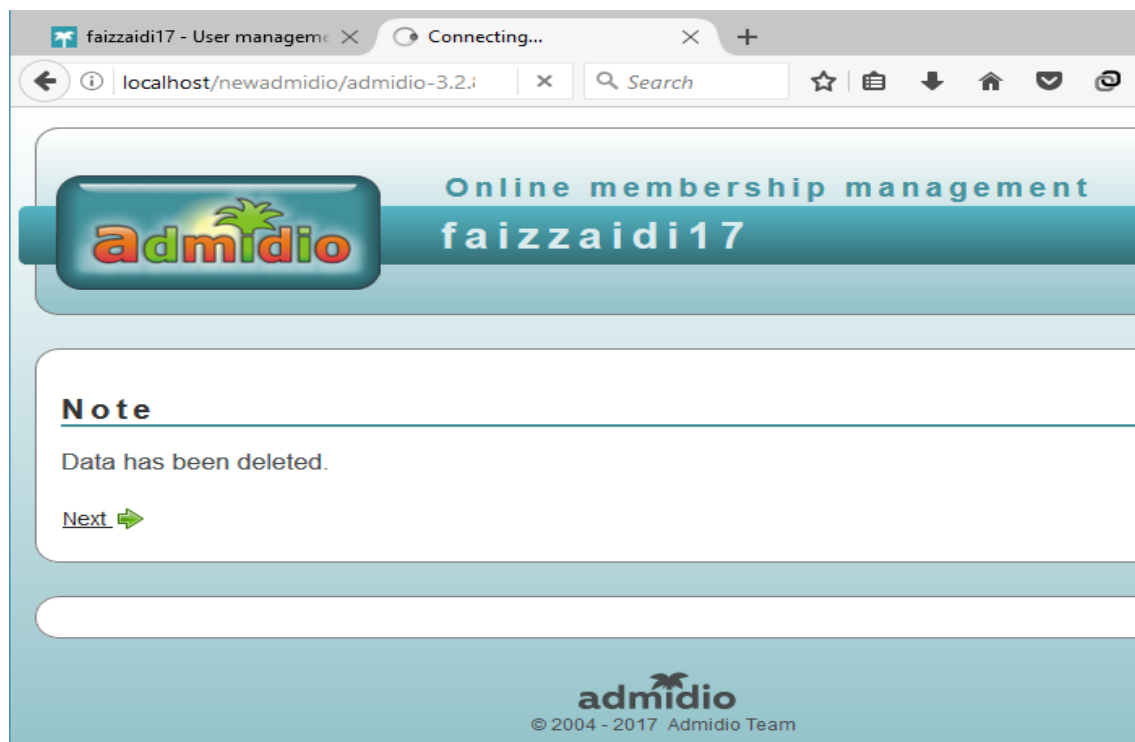 faizzaidi17 - User manageme
Connecting...
localhost/newadmidio/admidio-3.2.
Search
Online membership management
admidio
faizzaidi17
Note
Data has been deleted.
Next
admidio
© 2004 - 2017 Admidio Team